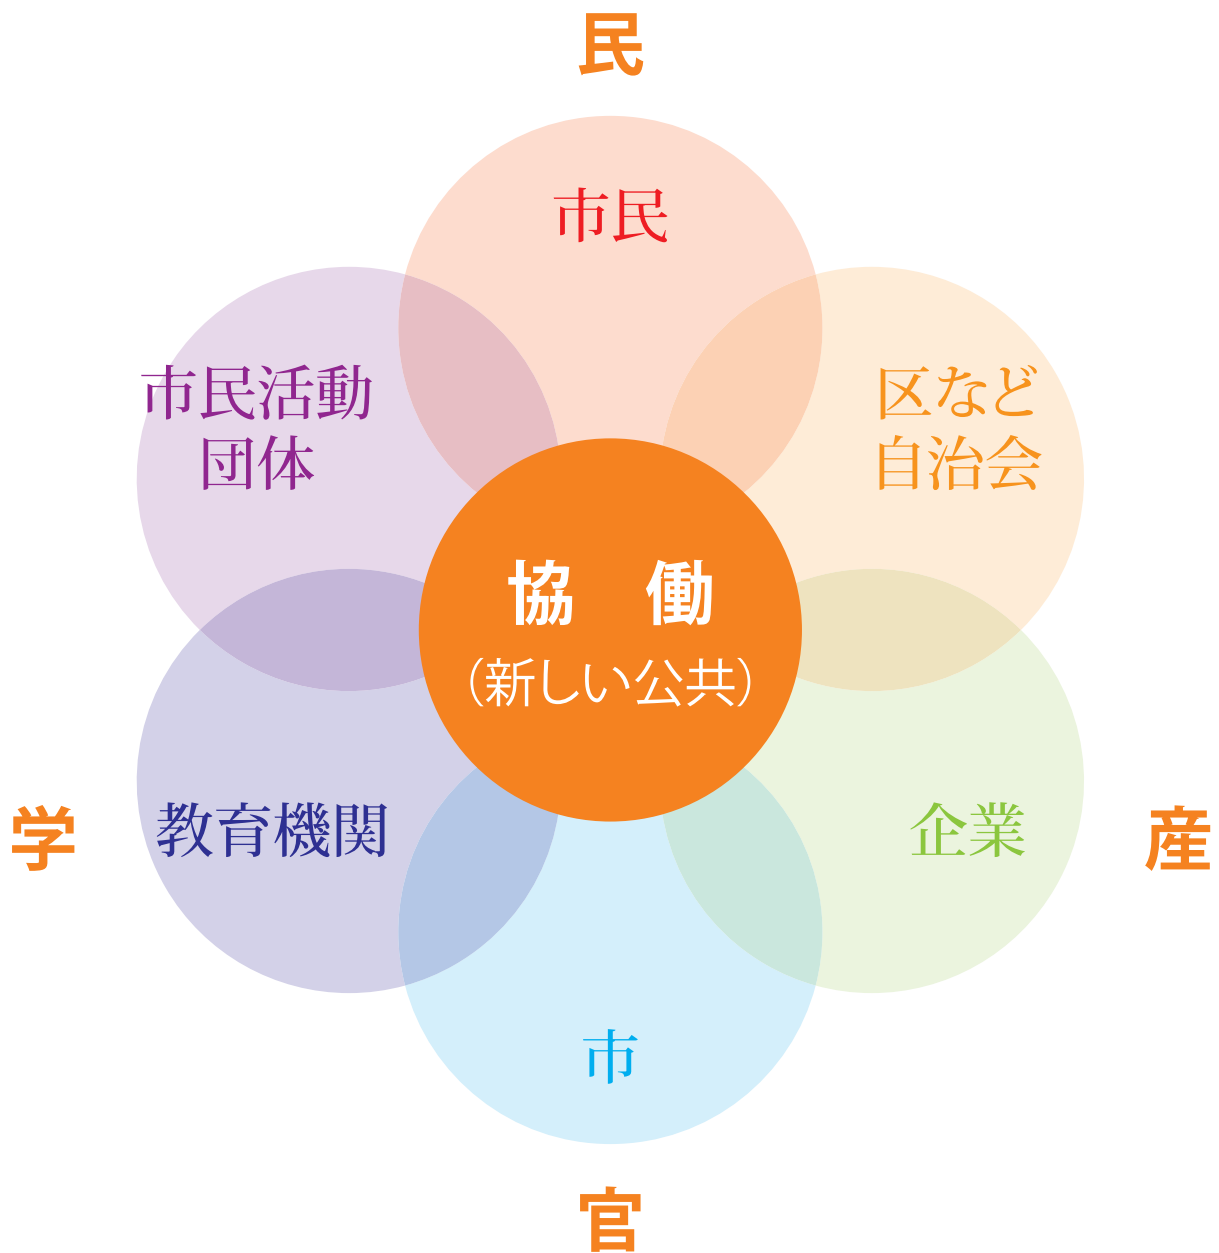 民
市民
市民活動
団体
区など
自治会
協　働
（新しい公共）
学
教育機関
企業
産
市
官